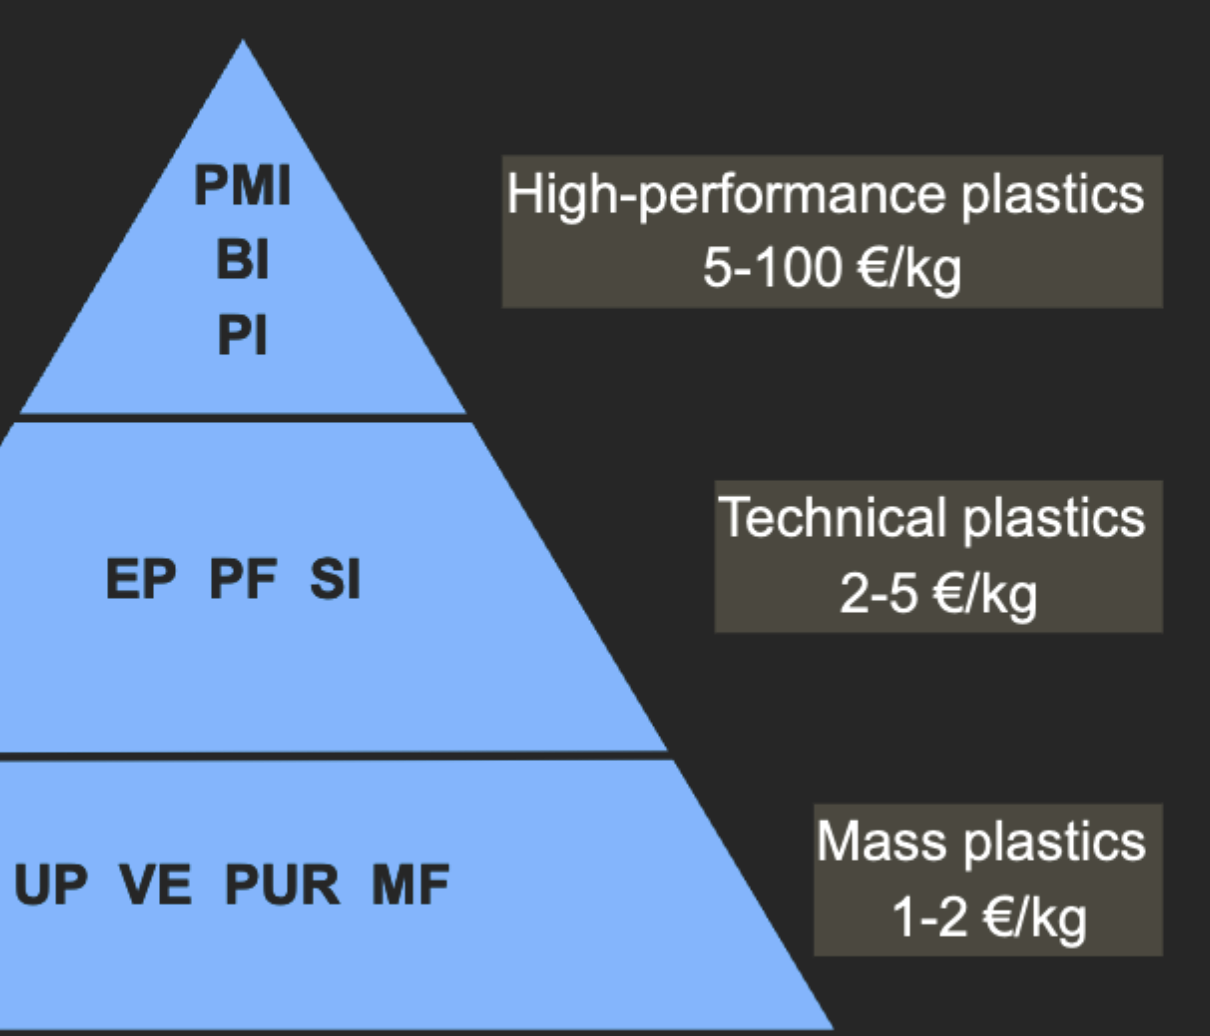 PMI
BI
PI
High-performance plastics
5-100 €/kg
EP PF SI
Technical plastics
2-5 €/kg
UP VE PUR MF
Mass plastics
1-2 €/kg